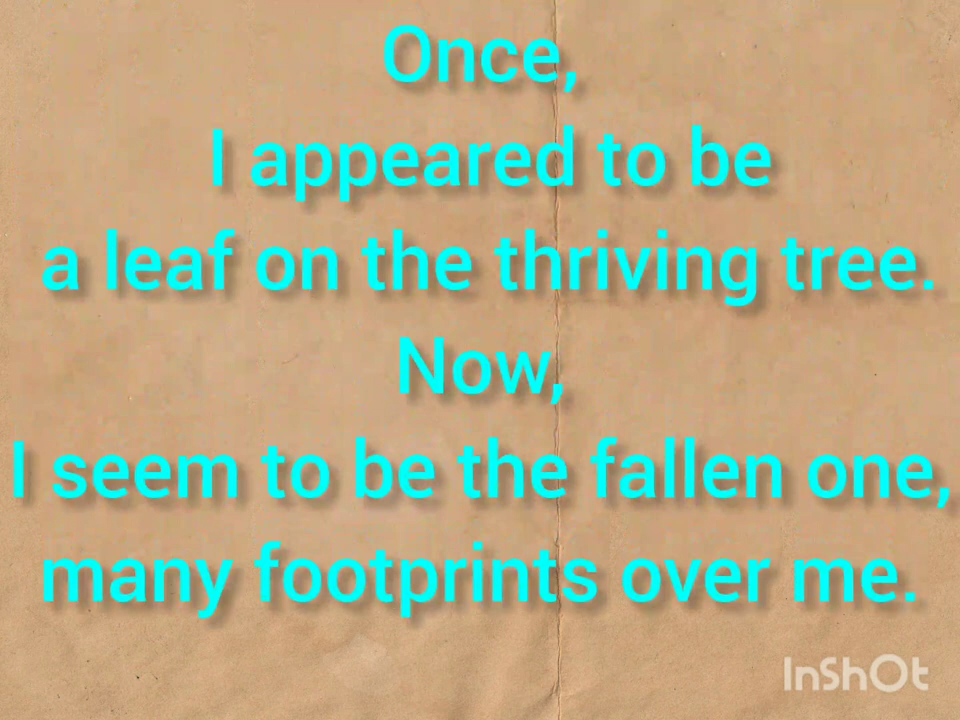 Once,
I appeared to be
a leaf on the thriving tree.
Now,
I seem to be the fallen one,
many footprints over me.
InShOt